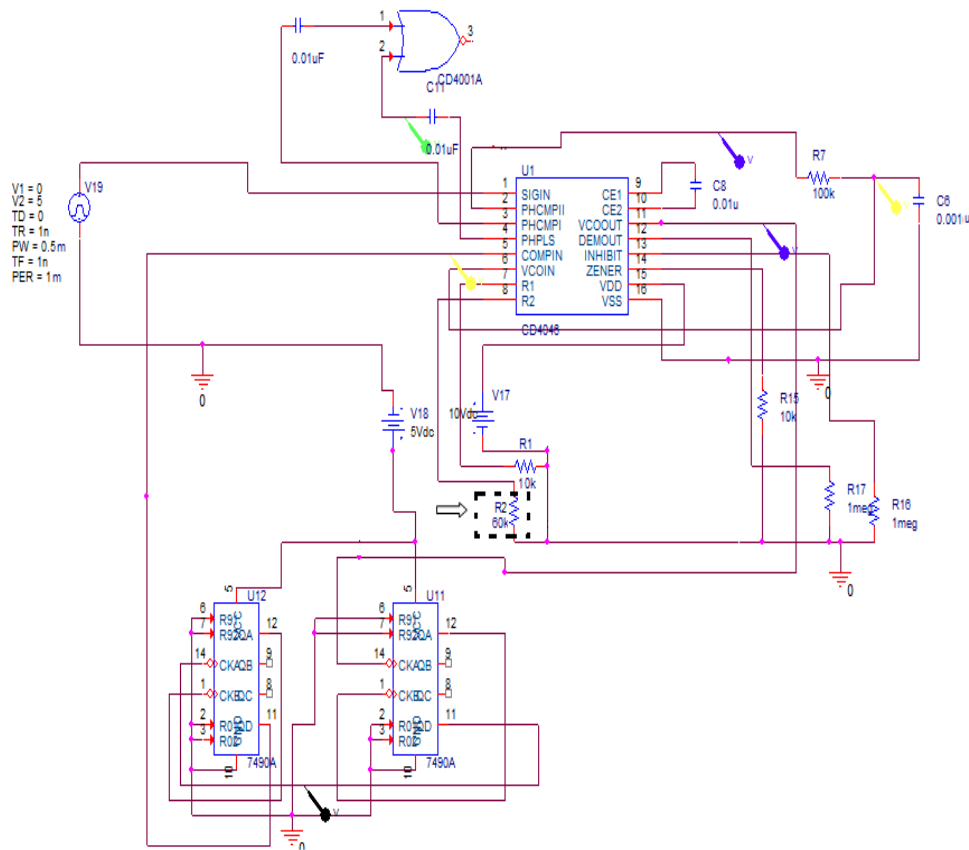 1
3
2
0.01uF
CD4001A
C11
0.01uF
V1 = 0
V2 = 5
TD = 0
TR = 1n
PW = 0.5m
TF = 1n
PER = 1m
V19
0
U1
1 SIGIN CE1 9
2 PHCMPII CE2 10
3 PHCMPI VCOOUT 11
4 PHPLS DEMOUT 12
5 COMPIN INHIBIT 13
6 VCOIN ZENER 14
7 R1 VDD 15
8 R2 VSS 16
CD4046
C8
0.01u
V
R7
100k
C6
0.001u
V
V
0
V18
5Vdc
V17
10Vdc
R1
10k
R2
60k
R15
10k
R17
1meg
R16
1meg
0
5
U12
6 R91 QA 12
7 R92
14 CKA QB 9
1 CKB QC 8
2 R01 QD 11
3 R02
GND
10
7490A
5
U11
6 R91 QA 12
7 R92
14 CKA QB 9
1 CKB QC 8
2 R01 QD 11
3 R02
GND
10
7490A
V
0